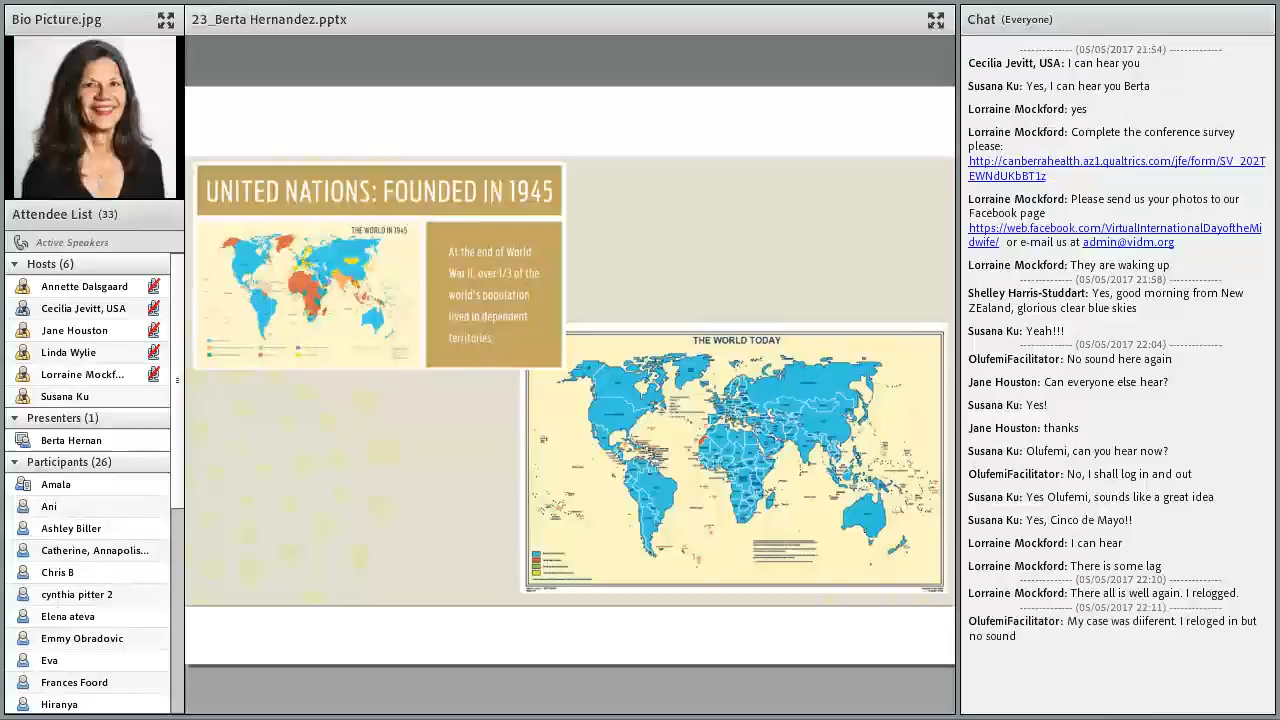 Bio Picture.jpg
Attendee List (33)
Active Speakers
Hosts (6)
Annette Dalsgaard
Cecilia Jevitt, USA
Jane Houston
Linda Wylie
Lorraine Mockf...
Susana Ku
Presenters (1)
Berta Hernan
Participants (26)
Amala
Ani
Ashley Biller
Catherine, Annapolis...
Chris B
cynthia pitter 2
Elena ateva
Emmy Obradovic
Eva
Frances Foord
Hiranya
23_Berta Hernandez.pptx
UNITED NATIONS: FOUNDED IN 1945
THE WORLD IN 1945
At the end of World
War II, over 1/3 of the
world's population
lived in dependent
territories.
THE WORLD TODAY
Chat (Everyone)
-------------- (05/05/2017 21:54) --------------
Cecilia Jevitt, USA: I can hear you
Susana Ku: Yes, I can hear you Berta
Lorraine Mockford: yes
Lorraine Mockford: Complete the conference survey
please:
http://canberrahealth.az1.qualtrics.com/jfe/form/SV_202T
EWNdUKbBT1z
Lorraine Mockford: Please send us your photos to our
Facebook page
https://web.facebook.com/VirtualInternationalDayoftheMi
dwife/ or e-mail us at admin@vidm.org
Lorraine Mockford: They are waking up
-------------- (05/05/2017 21:58) --------------
Shelley Harris-Studdart: Yes, good morning from New
ZEaland, glorious clear blue skies
Susana Ku: Yeah!!!
-------------- (05/05/2017 22:04) --------------
OlufemiFacilitator: No sound here again
Jane Houston: Can everyone else hear?
Susana Ku: Yes!
Jane Houston: thanks
Susana Ku: Olufemi, can you hear now?
OlufemiFacilitator: No, I shall log in and out
Susana Ku: Yes Olufemi, sounds like a great idea
Susana Ku: Yes, Cinco de Mayo!!
Lorraine Mockford: I can hear
Lorraine Mockford: There is some lag
-------------- (05/05/2017 22:10) --------------
Lorraine Mockford: There all is well again. I relogged.
-------------- (05/05/2017 22:11) --------------
OlufemiFacilitator: My case was diiferent. I reloged in but
no sound